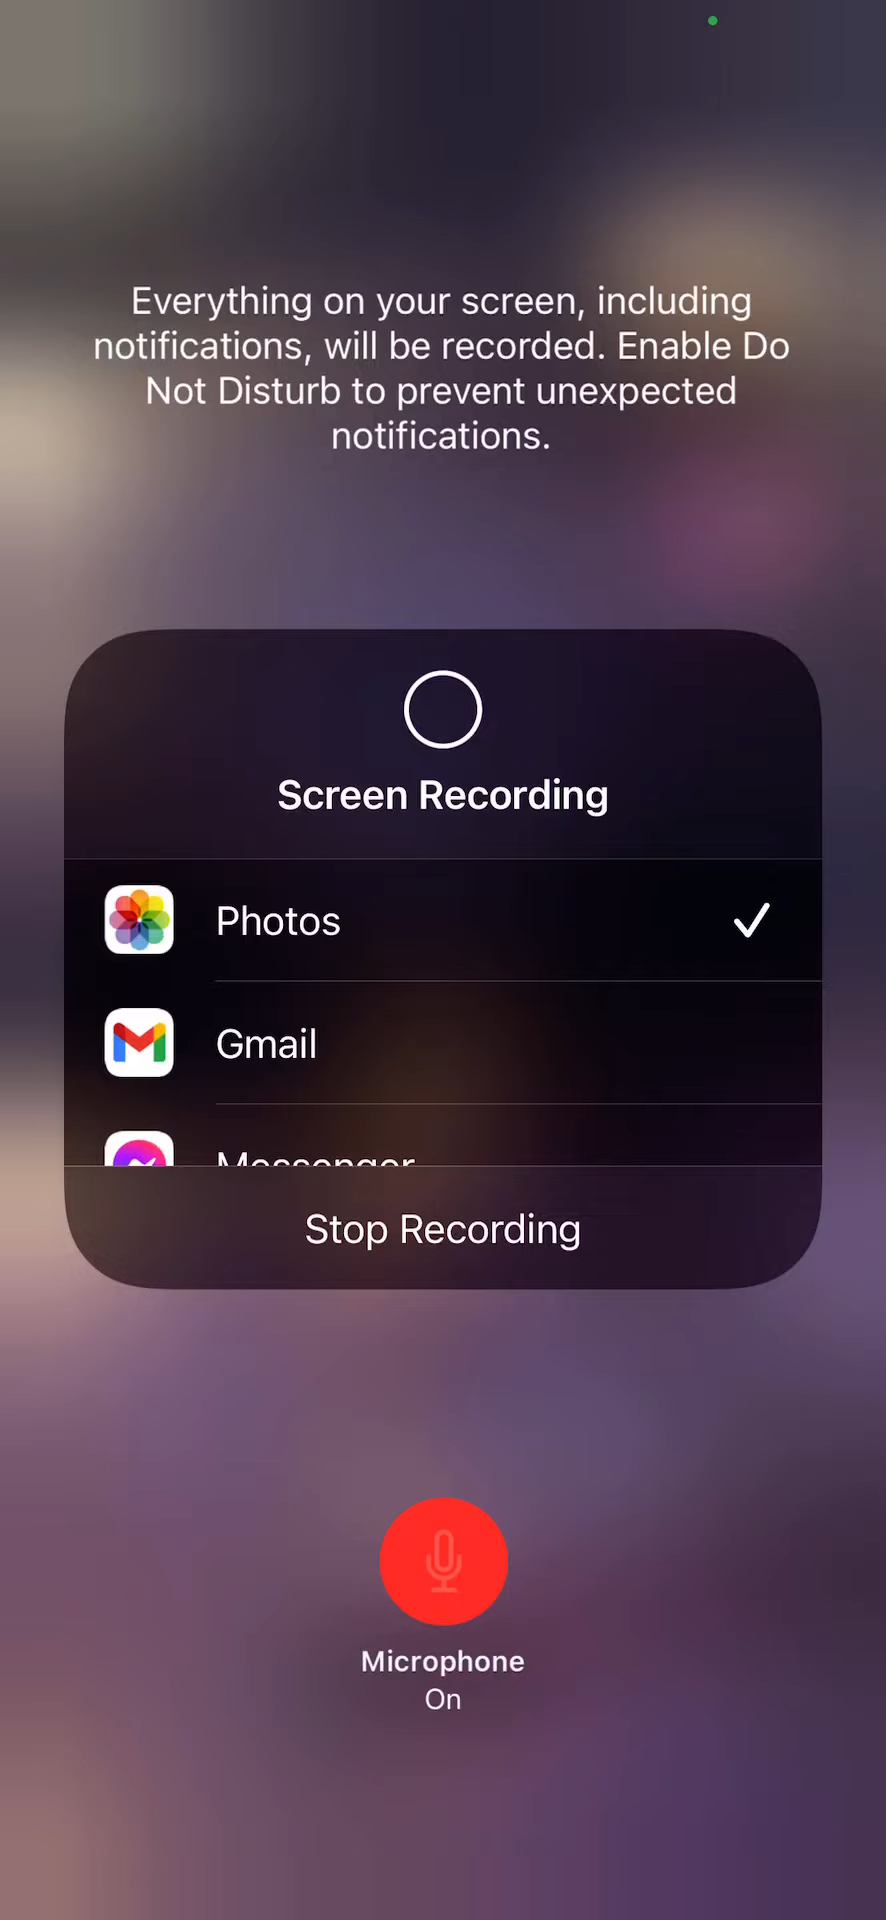 Everything on your screen, including
notifications, will be recorded. Enable Do
Not Disturb to prevent unexpected
notifications.
Screen Recording
Photos
Gmail
Messenger
Stop Recording
Microphone
On